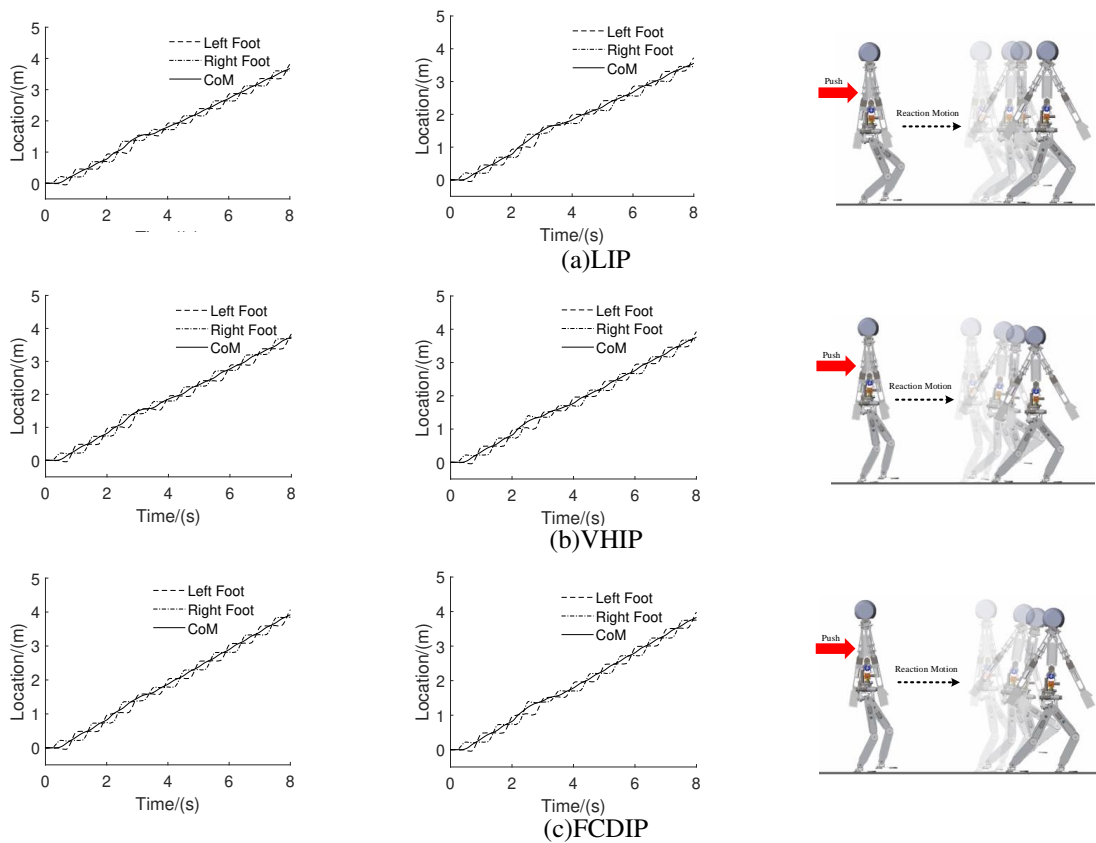 5
4
3
2
1
0
Location/(m)
Left Foot
Right Foot
CoM
0 2 4 6 8
5
4
3
2
1
0
Location/(m)
Left Foot
Right Foot
CoM
0 2 4 6 8
Time/(s)
Push
Reaction Motion
(a)LIP
5
4
3
2
1
0
Location/(m)
Left Foot
Right Foot
CoM
0 2 4 6 8
Time/(s)
5
4
3
2
1
0
Location/(m)
Left Foot
Right Foot
CoM
0 2 4 6 8
Time/(s)
Push
Reaction Motion
(b)VHIP
5
4
3
2
1
0
Location/(m)
Left Foot
Right Foot
CoM
0 2 4 6 8
Time/(s)
5
4
3
2
1
0
Location/(m)
Left Foot
Right Foot
CoM
0 2 4 6 8
Time/(s)
Push
Reaction Motion
(c)FCDIP